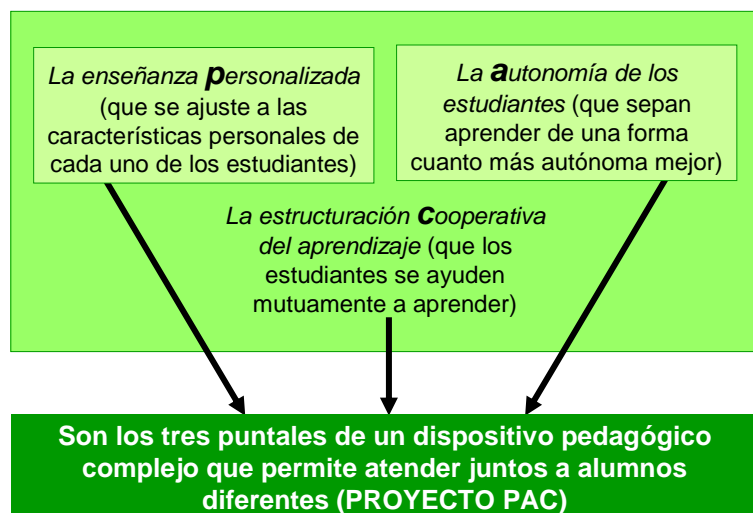 La enseñanza personalizada
(que se ajuste a las
características personales de
cada uno de los estudiantes)
La autonomía de los
estudiantes (que sepan
aprender de una forma
cuanto más autónoma mejor)
La estructuración cooperativa
del aprendizaje (que los
estudiantes se ayuden
mutuamente a aprender)
Son los tres puntales de un dispositivo pedagógico
complejo que permite atender juntos a alumnos
diferentes (PROYECTO PAC)